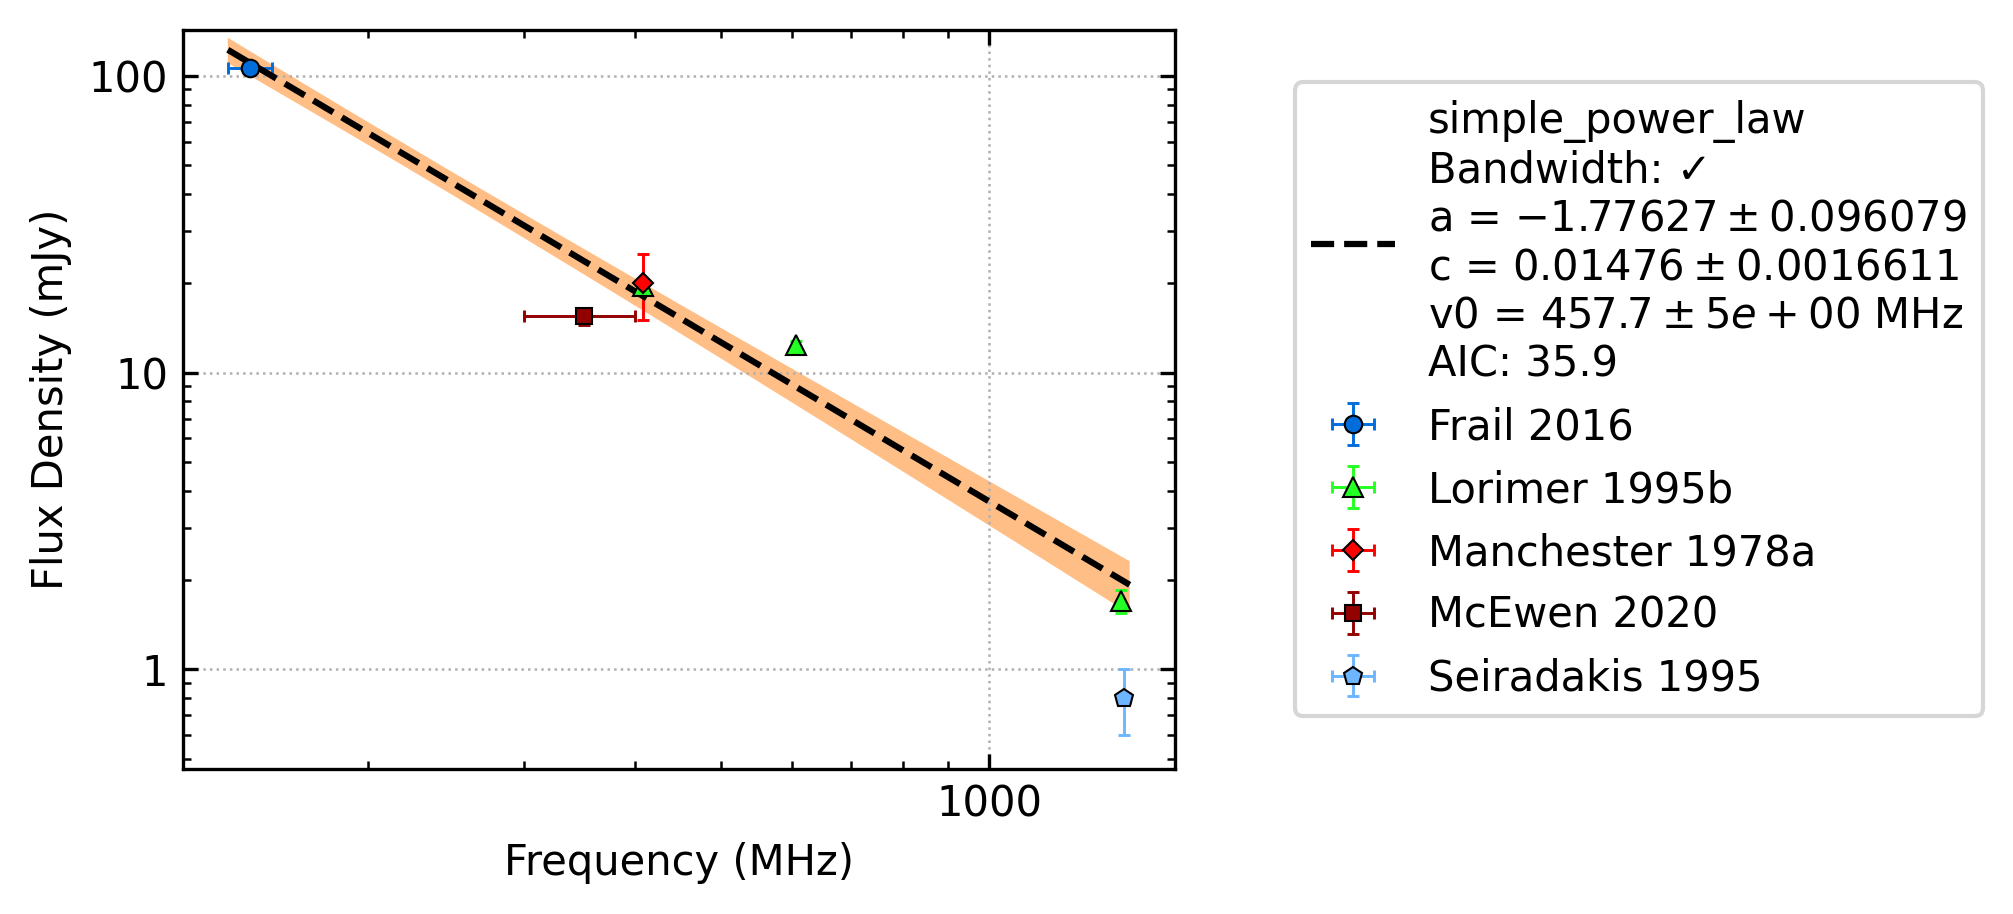 100
10
1
Flux Density (mJy)
1000
Frequency (MHz)
simple_power_law
Bandwidth: ✓
a = −1.77627 ± 0.096079
c = 0.01476 ± 0.0016611
v0 = 457.7 ± 5e + 00 MHz
AIC: 35.9
Frail 2016
Lorimer 1995b
Manchester 1978a
McEwen 2020
Seiradakis 1995